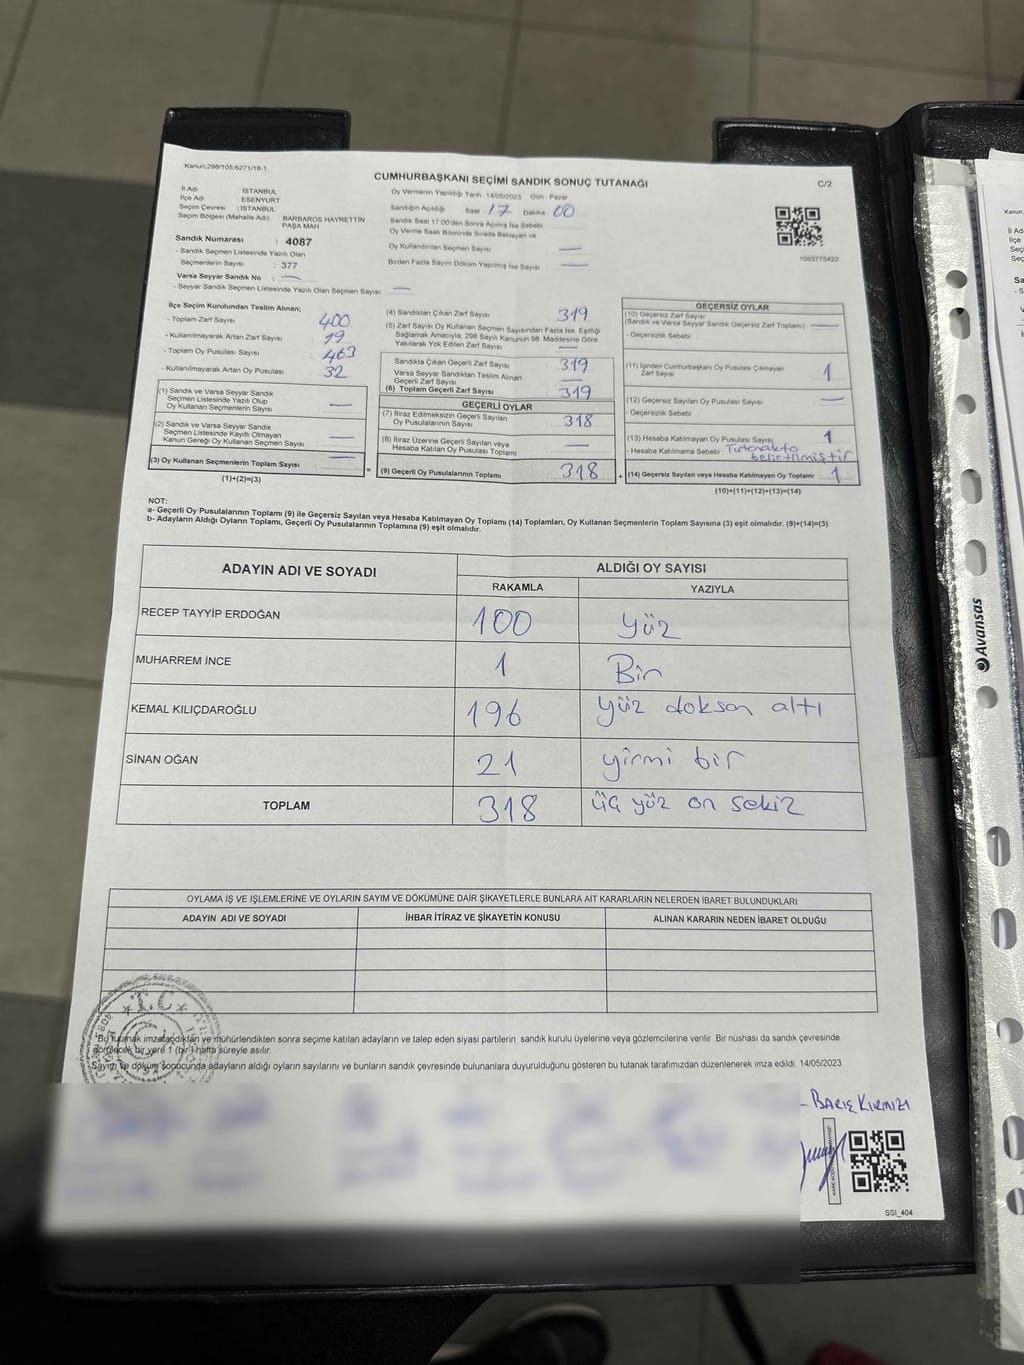 Kanun:298/105.6271/18-1
CUMHURBAŞKANI SEÇİMİ SANDIK SONUÇ TUTANAĞI
C/2
İl Adı : İSTANBUL
İlçe Adı : ESENYURT
Seçim Çevresi : İSTANBUL
Seçim Bölgesi (Mahalle Adı) : BARBAROS HAYRETTİN PAŞA MAH
Sandık Numarası : 4087
- Sandık Seçmen Listesinde Yazılı Olan
Seçmenlerin Sayısı : 377
Varsa Seyyar Sandık No : —
- Seyyar Sandık Seçmen Listesinde Yazılı Olan Seçmen Sayısı : —
Oy Vermenin Yapıldığı Tarih :14/05/2023 Gün : Pazar
Sandığın Açıldığı Saat 17 Dakika 00
Sandık Saat 17:00'den Sonra Açılmış İse Sebebi
Oy Verme Saati Bitiminde Sırada Bekleyen ve
Oy Kullandırılan Seçmen Sayısı —
Birden Fazla Sayım Döküm Yapılmış İse Sayısı —
1093775422
İlçe Seçim Kurulundan Teslim Alınan;
- Toplam Zarf Sayısı 400
- Kullanılmayarak Artan Zarf Sayısı 79
- Toplam Oy Pusulası Sayısı 463
- Kullanılmayarak Artan Oy Pusulası 32
(1) Sandık ve Varsa Seyyar Sandık
Seçmen Listesinde Yazılı Olup
Oy Kullanan Seçmenlerin Sayısı —
(2) Sandık ve Varsa Seyyar Sandık
Seçmen Listesinde Kayıtlı Olmayan
Kanun Gereği Oy Kullanan Seçmen Sayısı —
(3) Oy Kullanan Seçmenlerin Toplam Sayısı —
(1)+(2)=(3)
(4) Sandıktan Çıkan Zarf Sayısı 319
(5) Zarf Sayısı Oy Kullanan Seçmen Sayısından Fazla İse, Eşitliği
Sağlamak Amacıyla; 298 Sayılı Kanunun 98. Maddesine Göre
Yakılarak Yok Edilen Zarf Sayısı —
Sandıkta Çıkan Geçerli Zarf Sayısı 319
Varsa Seyyar Sandıktan Teslim Alınan
Geçerli Zarf Sayısı —
(6) Toplam Geçerli Zarf Sayısı 319
GEÇERLİ OYLAR
(7) İtiraz Edilmeksizin Geçerli Sayılan
Oy Pusulalarının Sayısı 318
(8) İtiraz Üzerine Geçerli Sayılan veya
Hesaba Katılan Oy Pusulası Toplamı —
= (9) Geçerli Oy Pusulalarının Toplamı 318 +
GEÇERSİZ OYLAR
(10) Geçersiz Zarf Sayısı
(Sandık ve Varsa Seyyar Sandık Geçersiz Zarf Toplamı) —
- Geçersizlik Sebebi
(11) İçinden Cumhurbaşkanı Oy Pusulası Çıkmayan
Zarf Sayısı 1
(12) Geçersiz Sayılan Oy Pusulası Sayısı —
- Geçersizlik Sebebi
(13) Hesaba Katılmayan Oy Pusulası Sayısı 1
- Hesaba Katılmama Sebebi Tutanakta
belirtilmiştir
(14) Geçersiz Sayılan veya Hesaba Katılmayan Oy Toplamı 1
(10)+(11)+(12)+(13)=(14)
NOT:
a- Geçerli Oy Pusulalarının Toplamı (9) ile Geçersiz Sayılan veya Hesaba Katılmayan Oy Toplamı (14) Toplamları, Oy Kullanan Seçmenlerin Toplam Sayısına (3) eşit olmalıdır. (9)+(14)=(3)
b- Adayların Aldığı Oyların Toplamı, Geçerli Oy Pusulalarının Toplamına (9) eşit olmalıdır.
ADAYIN ADI VE SOYADI
ALDIĞI OY SAYISI
RAKAMLA YAZIYLA
RECEP TAYYİP ERDOĞAN 100 Yüz
MUHARREM İNCE 1 Bir
KEMAL KILIÇDAROĞLU 196 Yüz doksan altı
SİNAN OĞAN 21 yirmi bir
TOPLAM 318 üç yüz on sekiz
OYLAMA İŞ VE İŞLEMLERİNE VE OYLARIN SAYIM VE DÖKÜMÜNE DAİR ŞİKAYETLERLE BUNLARA AİT KARARLARIN NELERDEN İBARET BULUNDUKLARI
ADAYIN ADI VE SOYADI İHBAR İTİRAZ VE ŞİKAYETİN KONUSU ALINAN KARARIN NEDEN İBARET OLDUĞU
*T.C*
Bu tutanak imzalandıktan ve mühürlendikten sonra seçime katılan adayların ve talep eden siyasi partilerin sandık kurulu üyelerine veya gözlemcilerine verilir. Bir nüshası da sandık çevresinde
görülecek bir yere 1 (bir) hafta süreyle asılır.
Sayım ve döküm sonucunda adayların aldığı oyların sayılarını ve bunların sandık çevresinde bulunanlara duyurulduğunu gösteren bu tutanak tarafımızdan düzenlenerek imza edildi. 14/05/2023
- BARIŞ KIRMIZI
SSI_404
Avansas